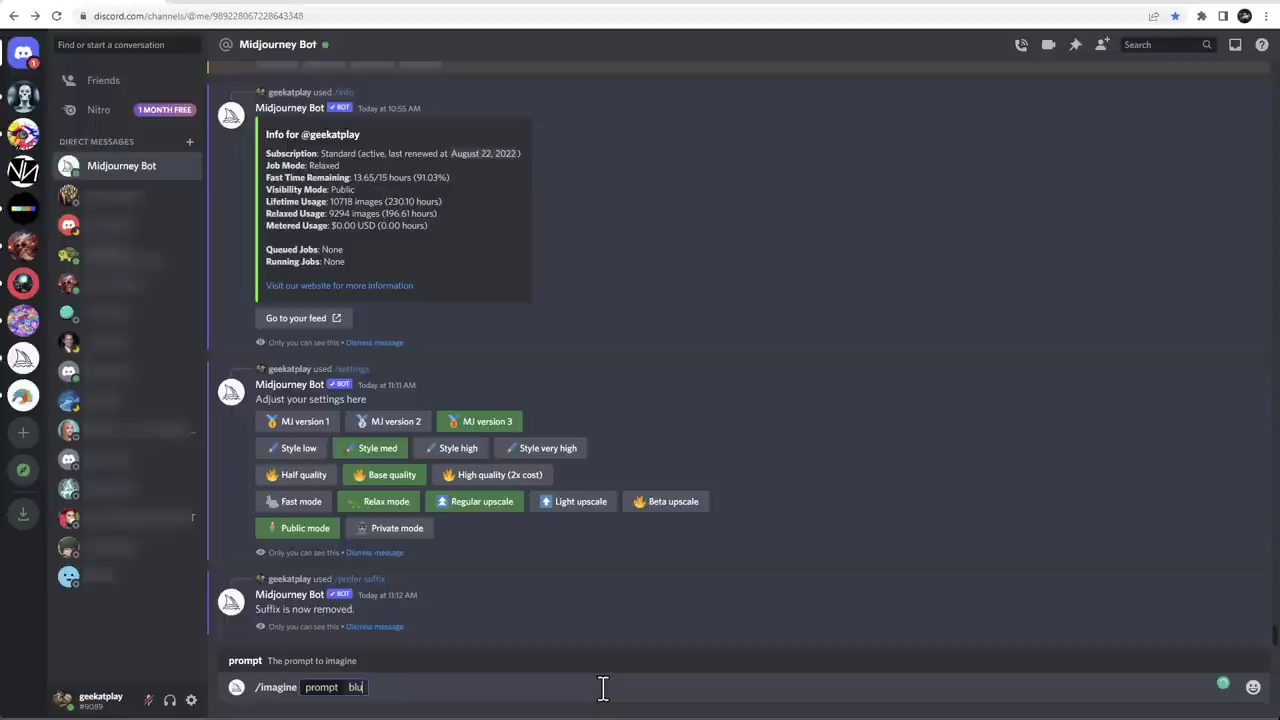 discord.com/channels/@me/989228067228643348
Find or start a conversation
Midjourney Bot
Search
1
Friends
Nitro
1 MONTH FREE
DIRECT MESSAGES
Midjourney Bot
geekatplay used /info
Midjourney Bot BOT Today at 10:55 AM
Info for @geekatplay
Subscription: Standard (active, last renewed at August 22, 2022)
Job Mode: Relaxed
Fast Time Remaining: 13.65/15 hours (91.03%)
Visibility Mode: Public
Lifetime Usage: 10718 images (230.10 hours)
Relaxed Usage: 9294 images (196.61 hours)
Metered Usage: $0.00 USD (0.00 hours)
Queued Jobs: None
Running Jobs: None
Visit our website for more information
Go to your feed
Only you can see this • Dismiss message
geekatplay used /settings
Midjourney Bot BOT Today at 11:11 AM
Adjust your settings here
MJ version 1 MJ version 2 MJ version 3
Style low Style med Style high Style very high
Half quality Base quality High quality (2x cost)
Fast mode Relax mode Regular upscale Light upscale Beta upscale
Public mode Private mode
Only you can see this • Dismiss message
geekatplay used /prefer suffix
Midjourney Bot BOT Today at 11:12 AM
Suffix is now removed.
Only you can see this • Dismiss message
prompt The prompt to imagine
/imagine prompt blu
geekatplay
#9089